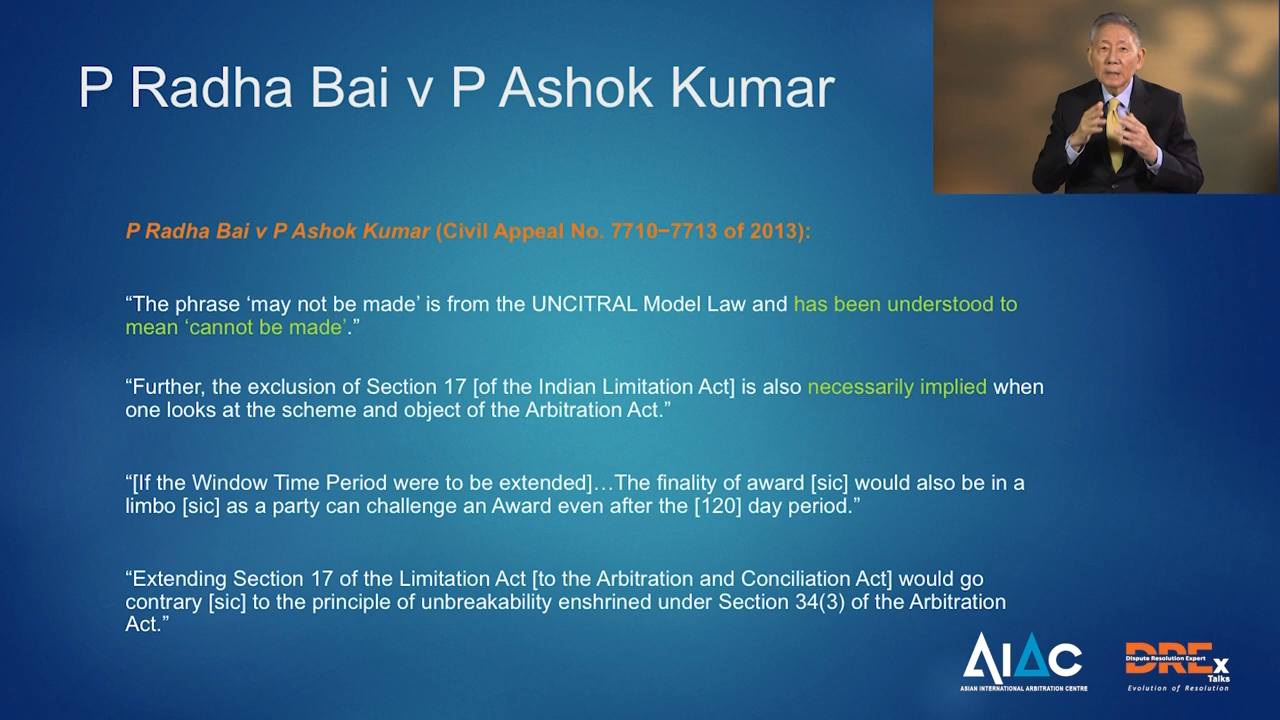 P Radha Bai v P Ashok Kumar
P Radha Bai v P Ashok Kumar (Civil Appeal No. 7710–7713 of 2013):
“The phrase ‘may not be made’ is from the UNCITRAL Model Law and has been understood to
mean ‘cannot be made’.”
“Further, the exclusion of Section 17 [of the Indian Limitation Act] is also necessarily implied when
one looks at the scheme and object of the Arbitration Act.”
“[If the Window Time Period were to be extended]…The finality of award [sic] would also be in a
limbo [sic] as a party can challenge an Award even after the [120] day period.”
“Extending Section 17 of the Limitation Act [to the Arbitration and Conciliation Act] would go
contrary [sic] to the principle of unbreakability enshrined under Section 34(3) of the Arbitration
Act.”
AIAC
ASIAN INTERNATIONAL ARBITRATION CENTRE
DREx
Dispute Resolution Expert
Talks
Evolution of Resolution